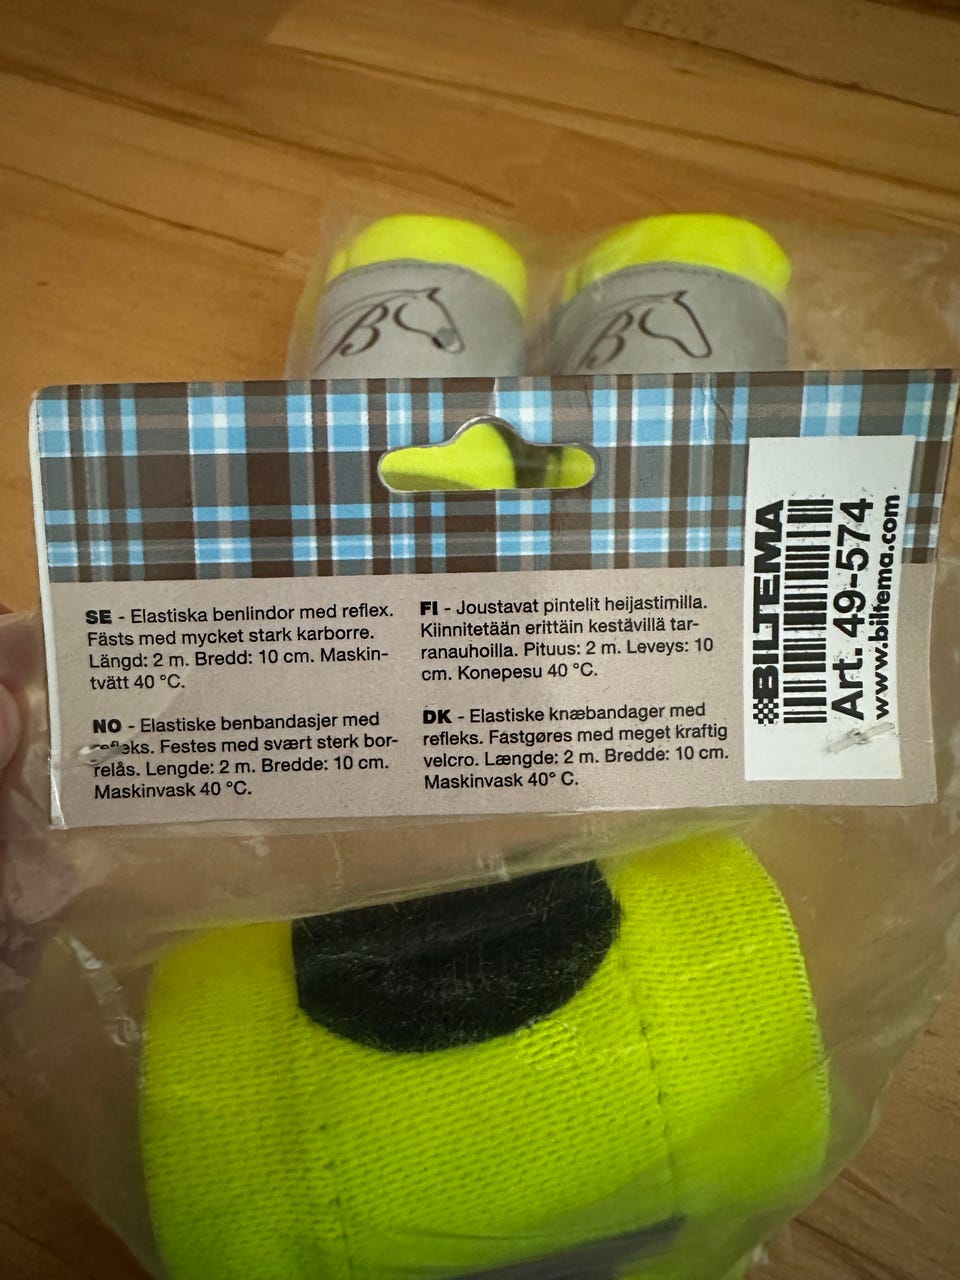 B
B
SE - Elastiska benlindor med reflex.
Fästs med mycket stark karborre.
Längd: 2 m. Bredd: 10 cm. Maskin-
tvätt 40 °C.
NO - Elastiske benbandasjer med
refleks. Festes med svært sterk bor-
relås. Lengde: 2 m. Bredde: 10 cm.
Maskinvask 40 °C.
FI - Joustavat pintelit heijastimilla.
Kiinnitetään erittäin kestävillä tar-
ranauhoilla. Pituus: 2 m. Leveys: 10
cm. Konepesu 40 °C.
DK - Elastiske knæbandager med
refleks. Fastgøres med meget kraftig
velcro. Længde: 2 m. Bredde: 10 cm.
Maskinvask 40° C.
BILTEMA
Art. 49-574
www.biltema.com